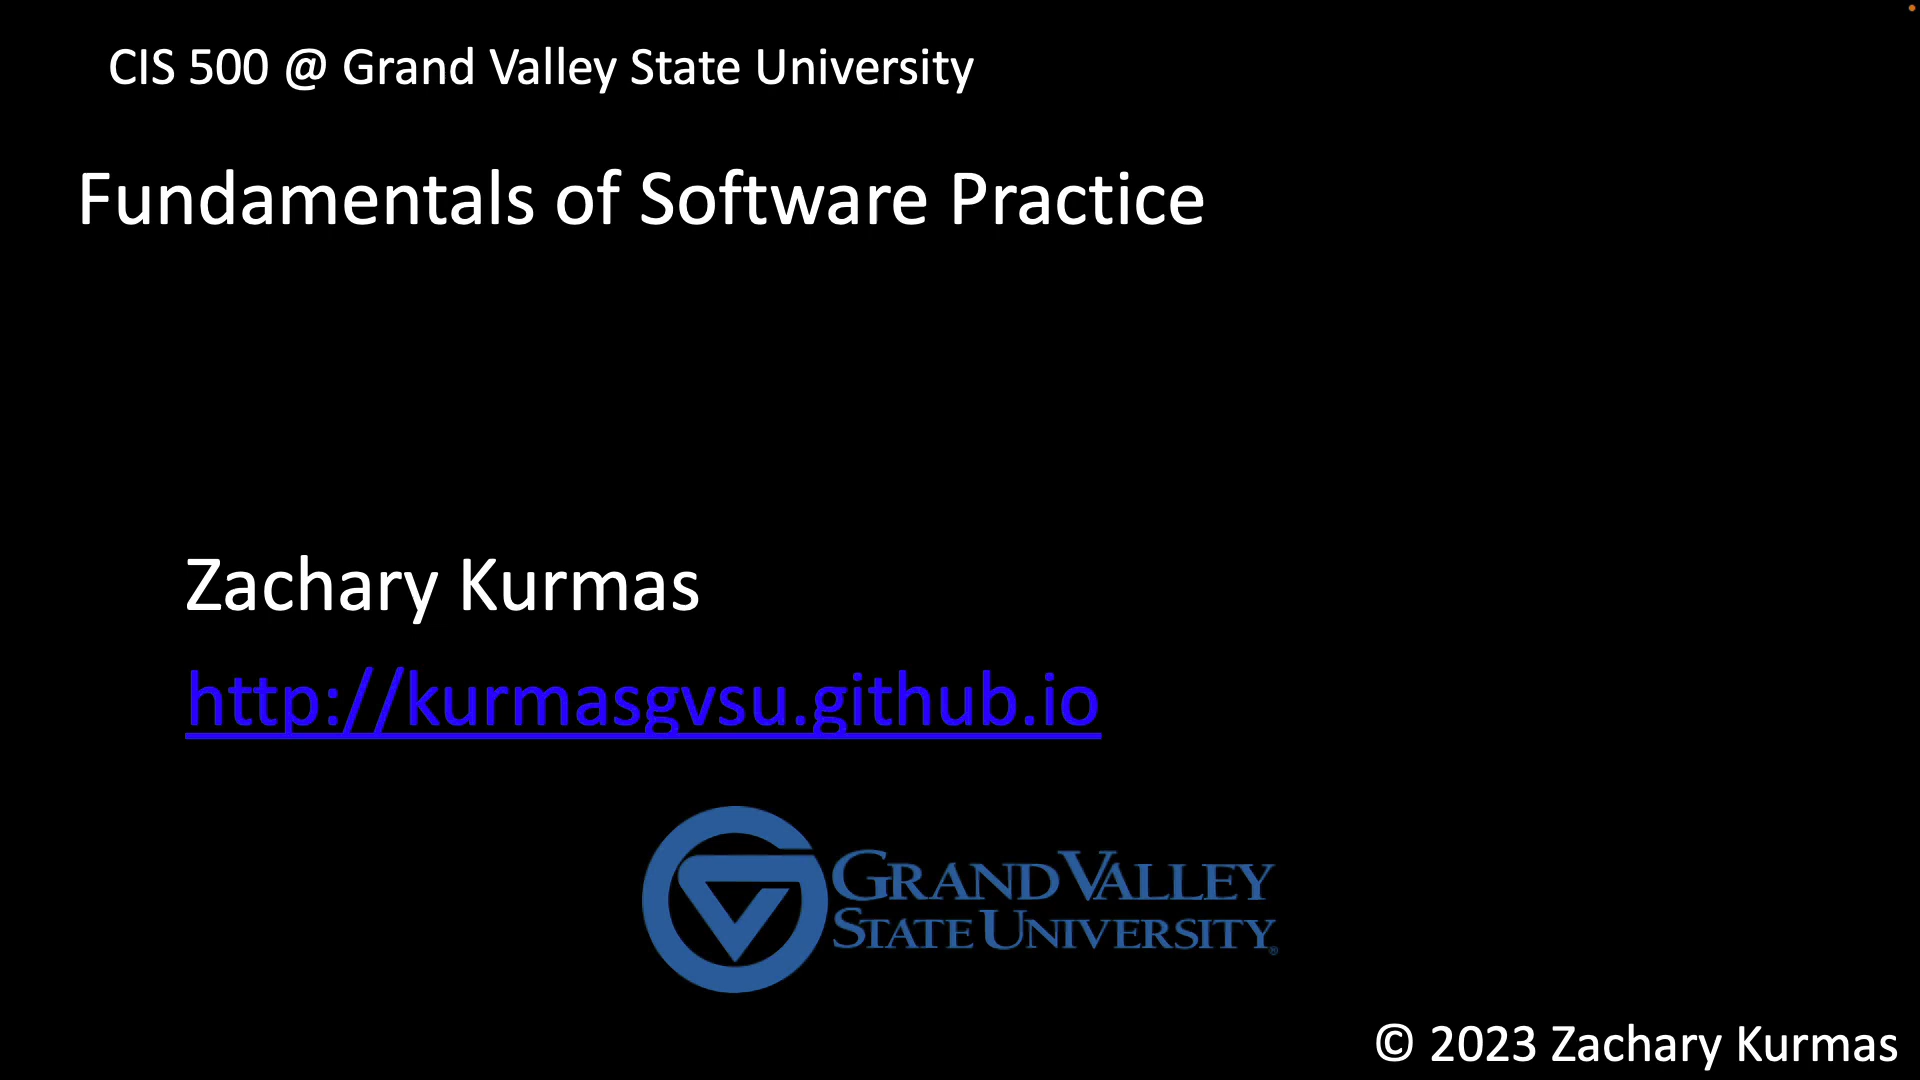 CIS 500 @ Grand Valley State University
Fundamentals of Software Practice
Zachary Kurmas
http://kurmasgvsu.github.io
GRAND VALLEY
STATE UNIVERSITY®
© 2023 Zachary Kurmas